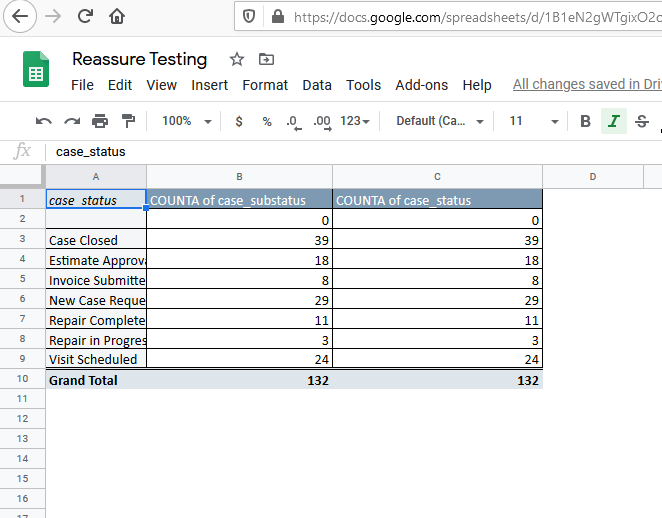 https://docs.google.com/spreadsheets/d/1B1eN2gWTgixO2c
Reassure Testing
File Edit View Insert Format Data Tools Add-ons Help All changes saved in Dri
100% $ % .0 .00 123 Default (Ca... 11 B I S
fx case_status
A B C D
1 case_status COUNTA of case_substatus COUNTA of case_status
2 0 0
3 Case Closed 39 39
4 Estimate Approva 18 18
5 Invoice Submitte 8 8
6 New Case Reque 29 29
7 Repair Complete 11 11
8 Repair in Progres 3 3
9 Visit Scheduled 24 24
10 Grand Total 132 132
11
12
13
14
15
16
17